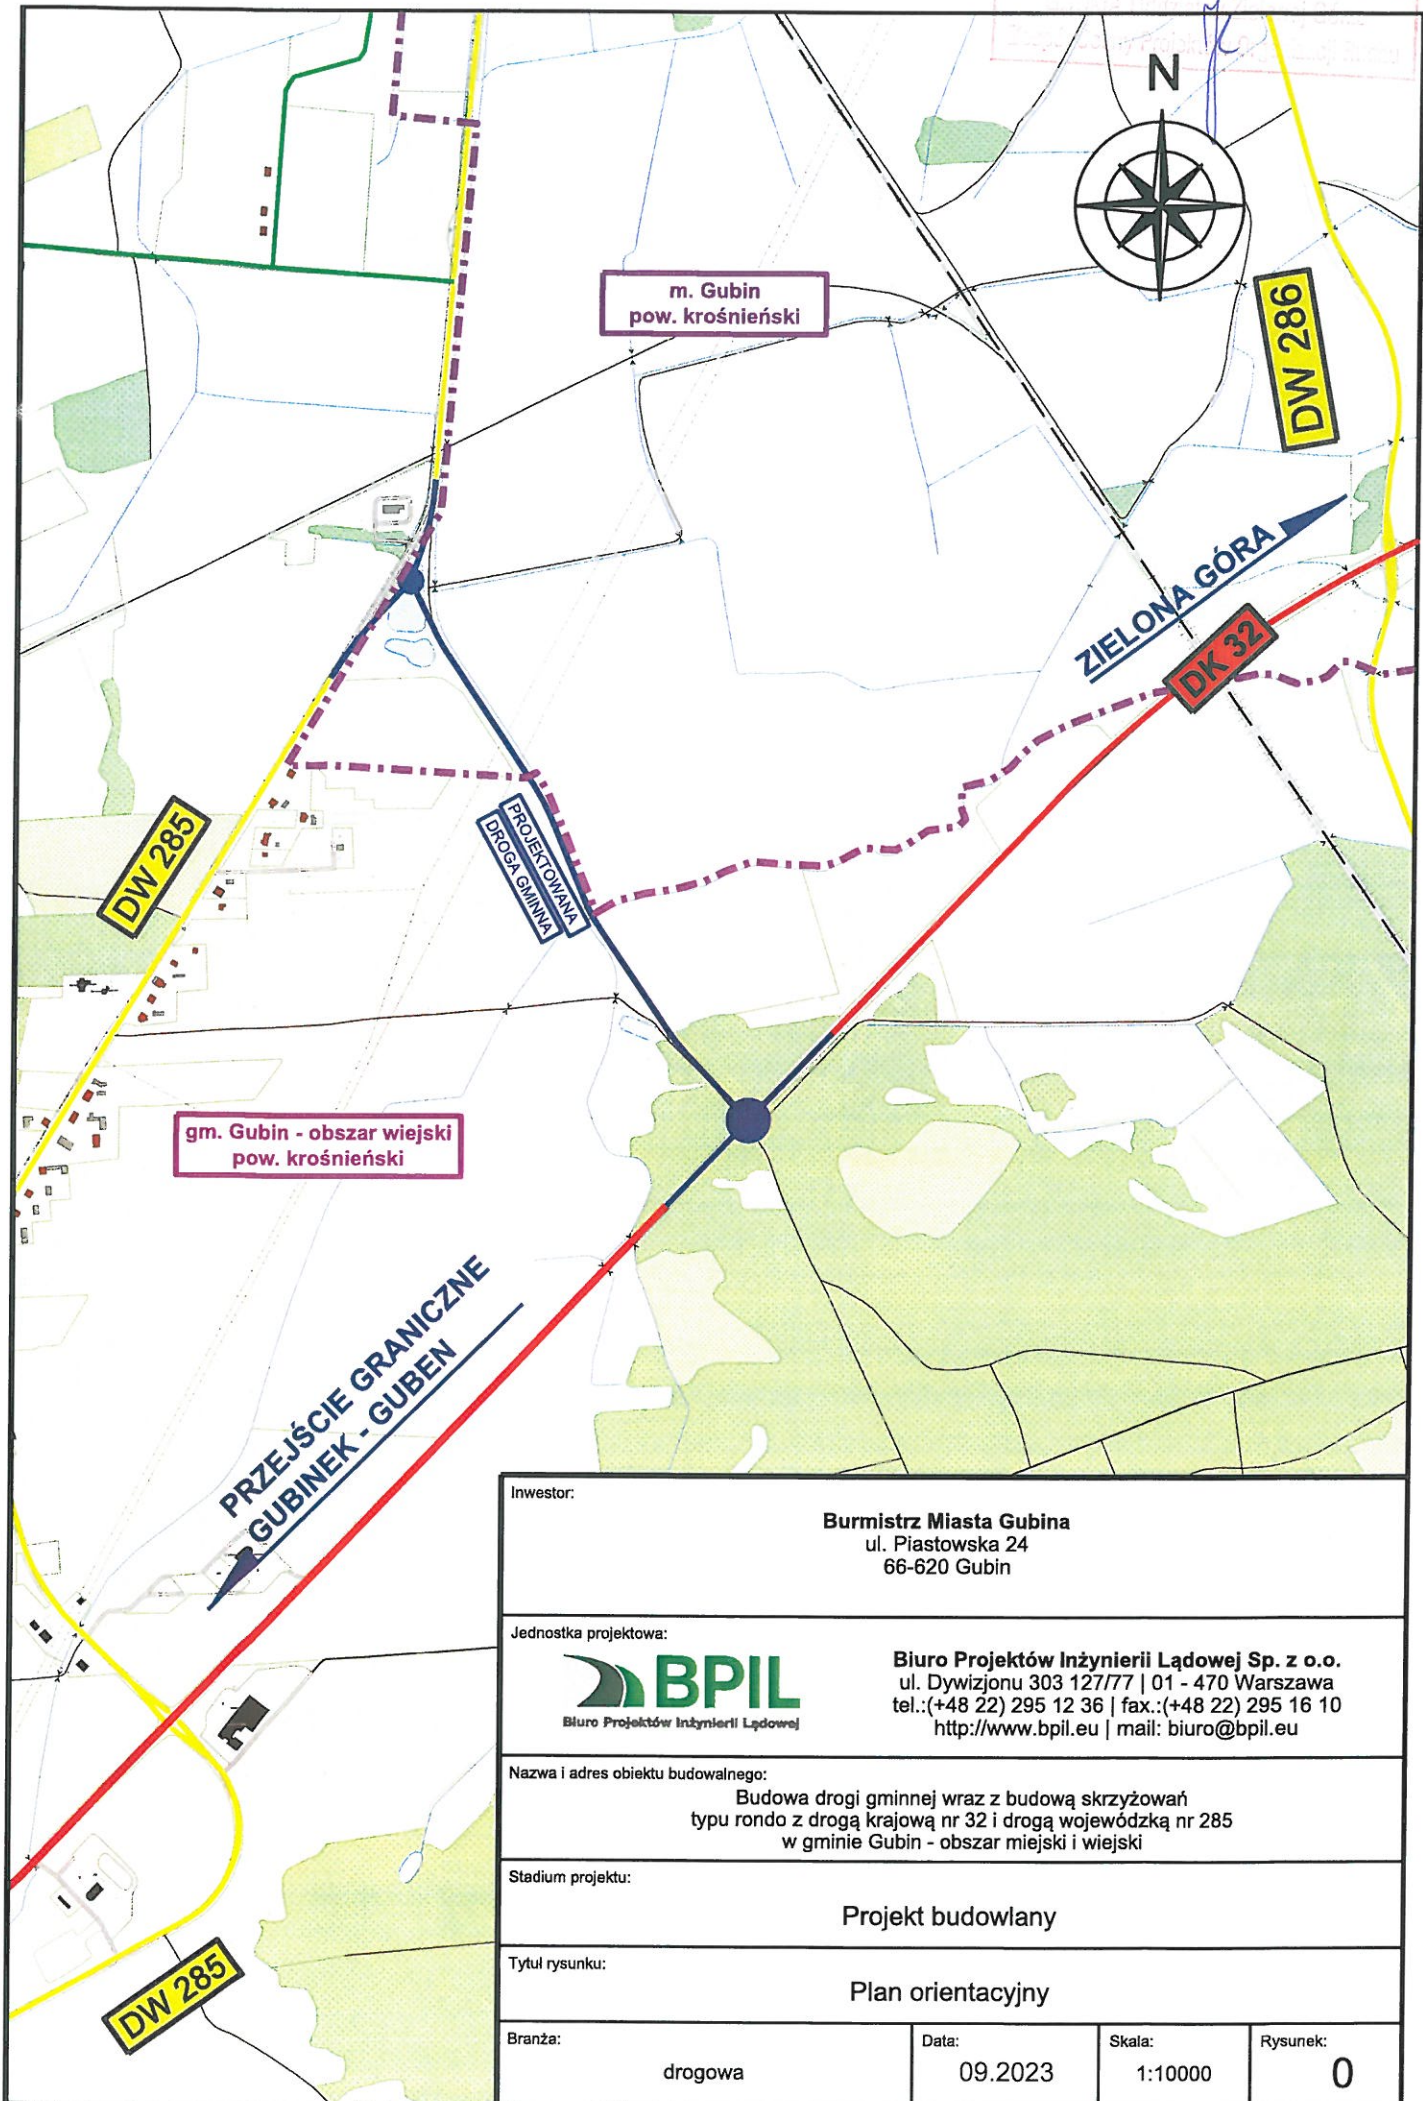 N
m. Gubin
pow. krośnieński
DW 286
ZIELONA GÓRA
DK 32
DW 285
PROJEKTOWANA
DROGA GMINNA
gm. Gubin - obszar wiejski
pow. krośnieński
PRZEJŚCIE GRANICZNE
GUBINEK - GUBEN
DW 285
Inwestor:
Burmistrz Miasta Gubina
ul. Piastowska 24
66-620 Gubin
Jednostka projektowa:
BPIL
Biuro Projektów Inżynierii Lądowej
Biuro Projektów Inżynierii Lądowej Sp. z o.o.
ul. Dywizjonu 303 127/77 | 01 - 470 Warszawa
tel.:(+48 22) 295 12 36 | fax.:(+48 22) 295 16 10
http://www.bpil.eu | mail: biuro@bpil.eu
Nazwa i adres obiektu budowalnego:
Budowa drogi gminnej wraz z budową skrzyżowań
typu rondo z drogą krajową nr 32 i drogą wojewódzką nr 285
w gminie Gubin - obszar miejski i wiejski
Stadium projektu:
Projekt budowlany
Tytuł rysunku:
Plan orientacyjny
Branża:
drogowa
Data:
09.2023
Skala:
1:10000
Rysunek:
0